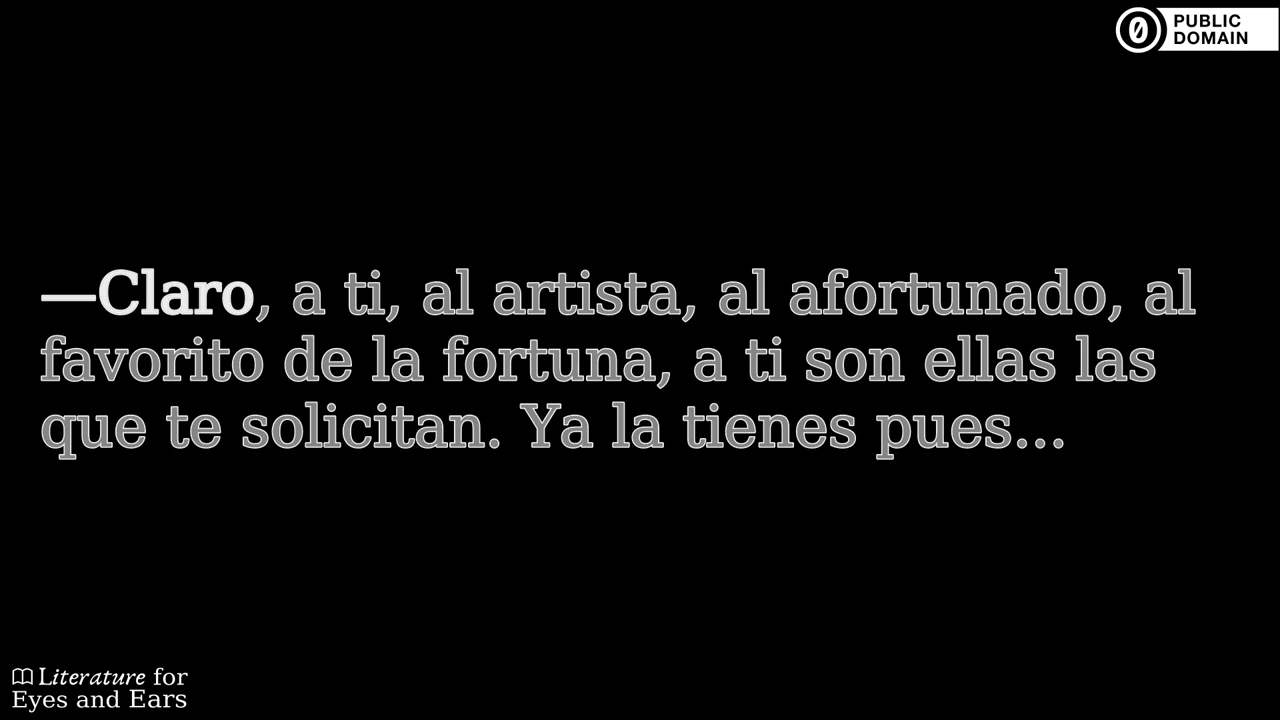 PUBLIC
DOMAIN
—Claro, a ti, al artista, al afortunado, al
favorito de la fortuna, a ti son ellas las
que te solicitan. Ya la tienes pues...
Literature for
Eyes and Ears